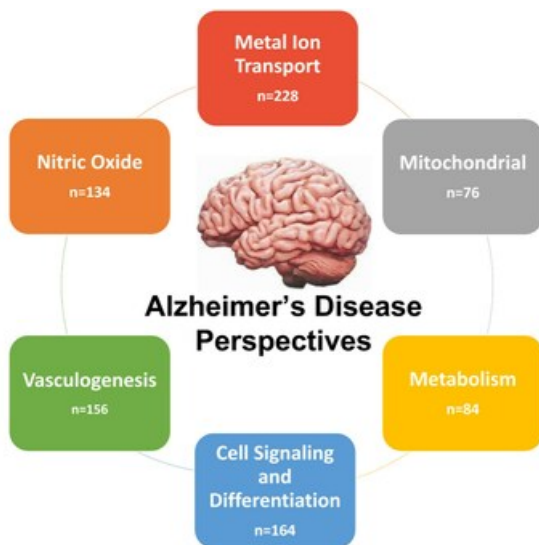 Metal Ion
Transport
n=228
Nitric Oxide
n=134
Mitochondrial
n=76
Alzheimer's Disease
Perspectives
Vasculogenesis
n=156
Metabolism
n=84
Cell Signaling
and
Differentiation
n=164